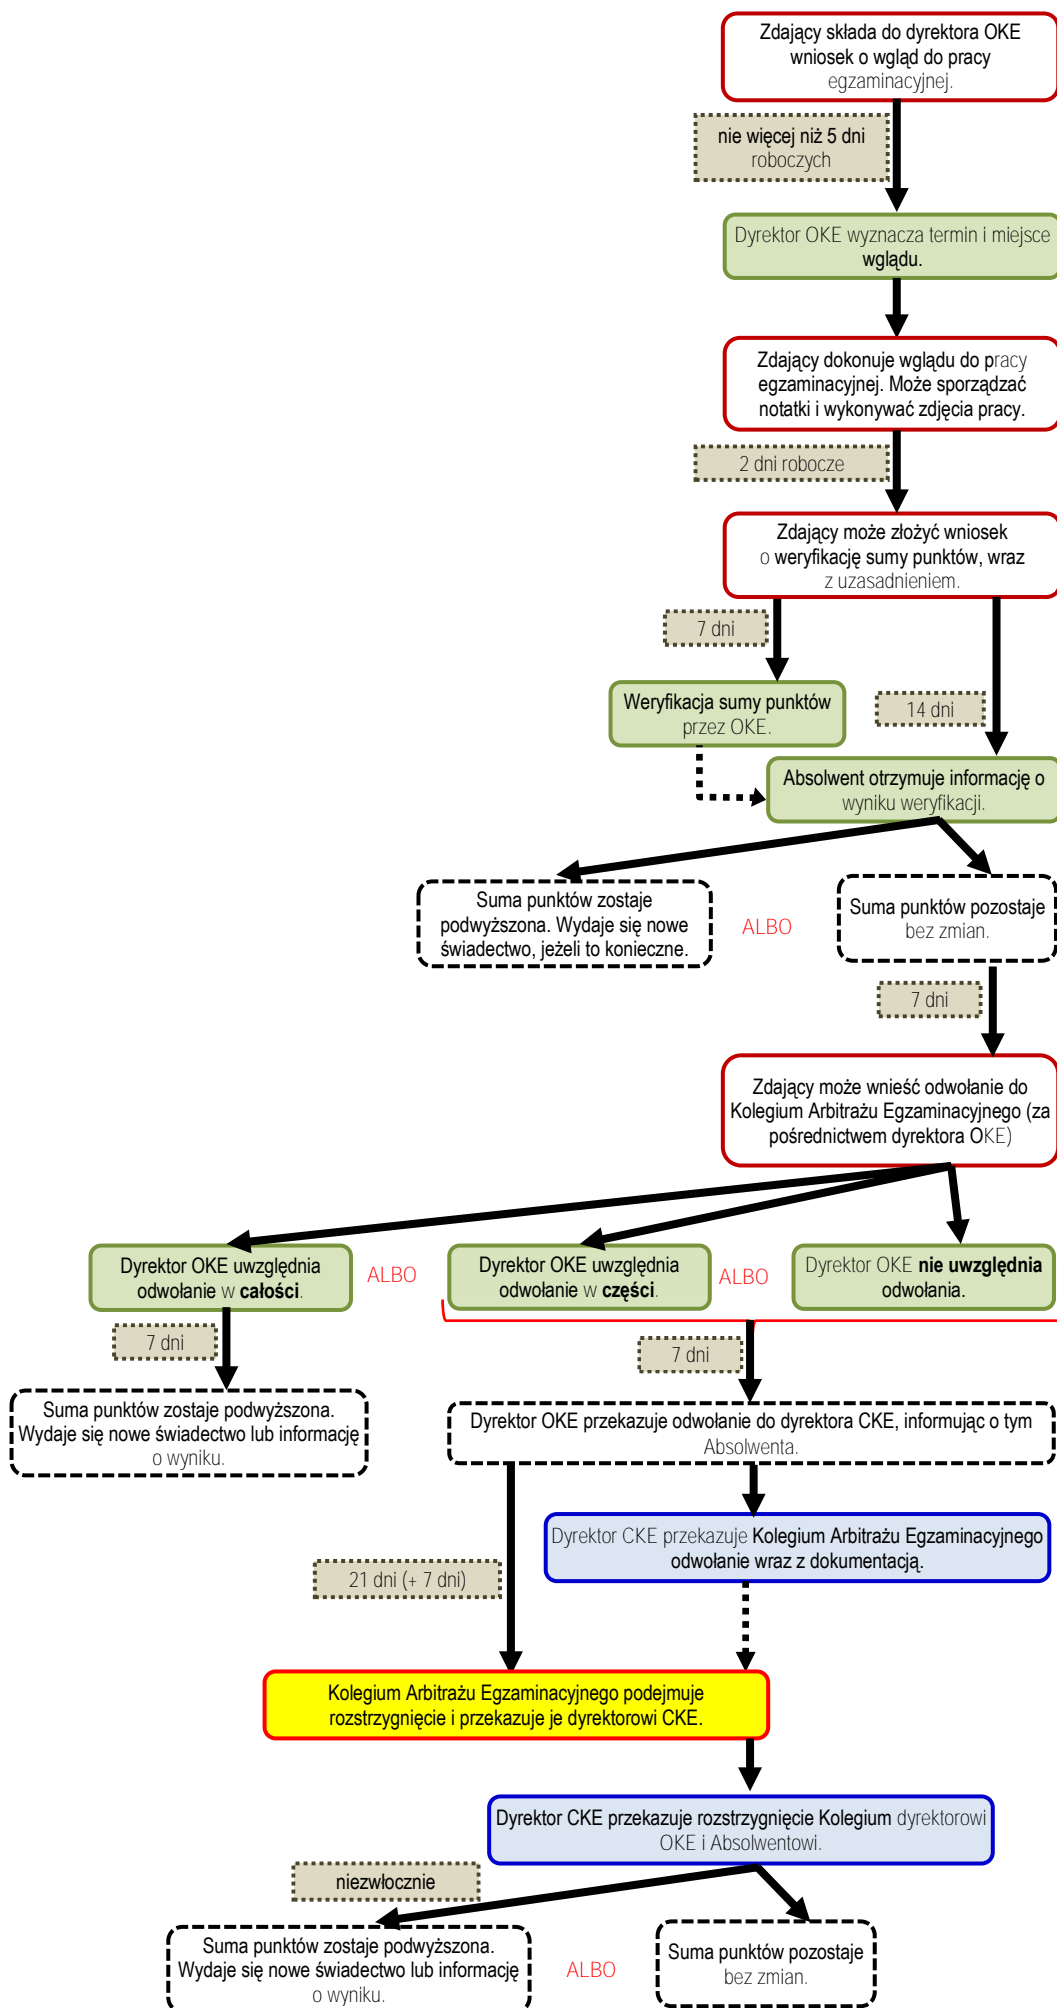 Zdający składa do dyrektora OKE
wniosek o wgląd do pracy
egzaminacyjnej.
nie więcej niż 5 dni
roboczych
Dyrektor OKE wyznacza termin i miejsce
wglądu.
Zdający dokonuje wglądu do pracy
egzaminacyjnej. Może sporządzać
notatki i wykonywać zdjęcia pracy.
2 dni robocze
Zdający może złożyć wniosek
o weryfikację sumy punktów, wraz
z uzasadnieniem.
7 dni
Weryfikacja sumy punktów
przez OKE.
14 dni
Absolwent otrzymuje informację o
wyniku weryfikacji.
Suma punktów zostaje
podwyższona. Wydaje się nowe
świadectwo, jeżeli to konieczne.
ALBO
Suma punktów pozostaje
bez zmian.
7 dni
Zdający może wnieść odwołanie do
Kolegium Arbitrażu Egzaminacyjnego (za
pośrednictwem dyrektora OKE)
Dyrektor OKE uwzględnia
odwołanie w całości.
ALBO
Dyrektor OKE uwzględnia
odwołanie w części.
ALBO
Dyrektor OKE nie uwzględnia
odwołania.
7 dni
7 dni
Suma punktów zostaje podwyższona.
Wydaje się nowe świadectwo lub informację
o wyniku.
Dyrektor OKE przekazuje odwołanie do dyrektora CKE, informując o tym
Absolwenta.
Dyrektor CKE przekazuje Kolegium Arbitrażu Egzaminacyjnego
odwołanie wraz z dokumentacją.
21 dni (+ 7 dni)
Kolegium Arbitrażu Egzaminacyjnego podejmuje
rozstrzygnięcie i przekazuje je dyrektorowi CKE.
Dyrektor CKE przekazuje rozstrzygnięcie Kolegium dyrektorowi
OKE i Absolwentowi.
niezwłocznie
Suma punktów zostaje podwyższona.
Wydaje się nowe świadectwo lub informację
o wyniku.
ALBO
Suma punktów pozostaje
bez zmian.